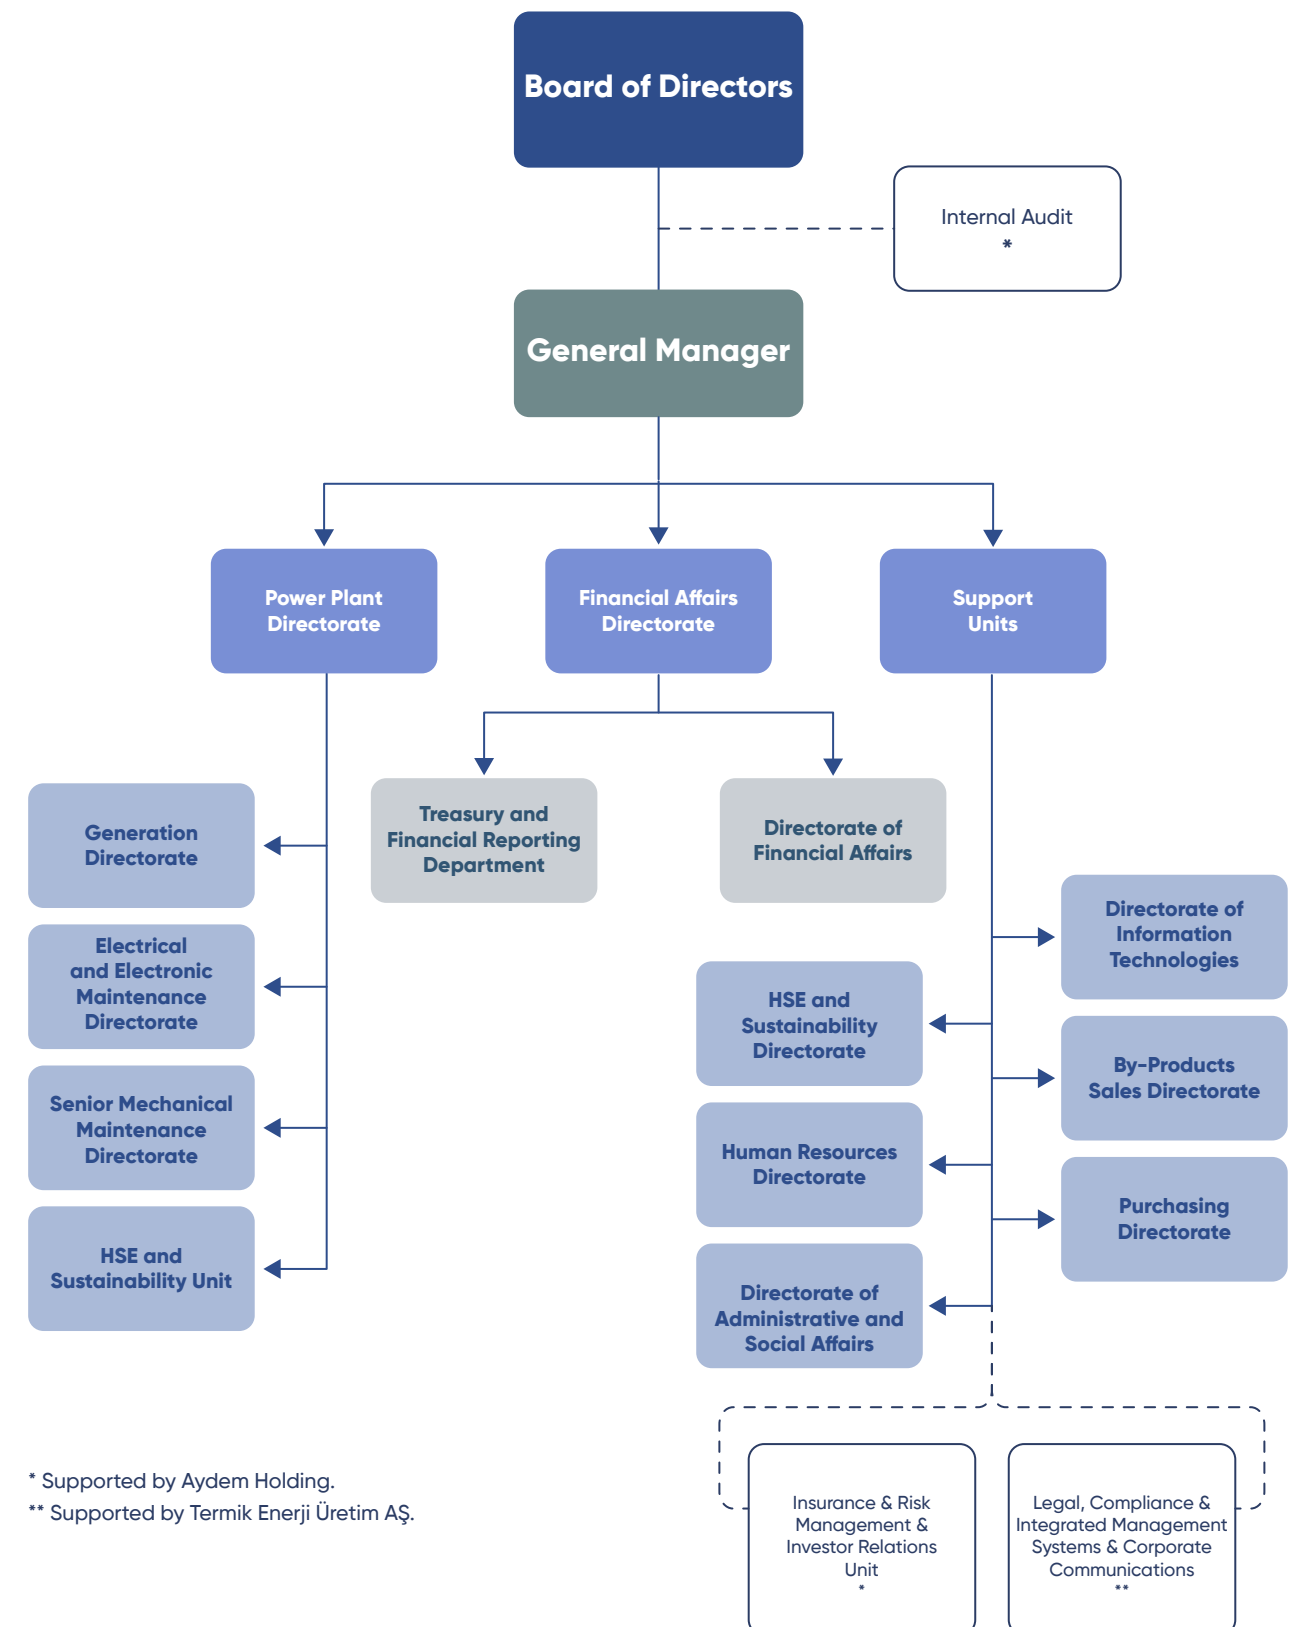 Board of Directors
Internal Audit
*
General Manager
Power Plant
Directorate
Financial Affairs
Directorate
Support
Units
Generation
Directorate
Electrical
and Electronic
Maintenance
Directorate
Senior Mechanical
Maintenance
Directorate
HSE and
Sustainability Unit
Treasury and
Financial Reporting
Department
Directorate of
Financial Affairs
HSE and
Sustainability
Directorate
Human Resources
Directorate
Directorate of
Administrative and
Social Affairs
Directorate of
Information
Technologies
By-Products
Sales Directorate
Purchasing
Directorate
Insurance & Risk
Management &
Investor Relations
Unit
*
Legal, Compliance &
Integrated Management
Systems & Corporate
Communications
**
* Supported by Aydem Holding.
** Supported by Termik Enerji Üretim AŞ.